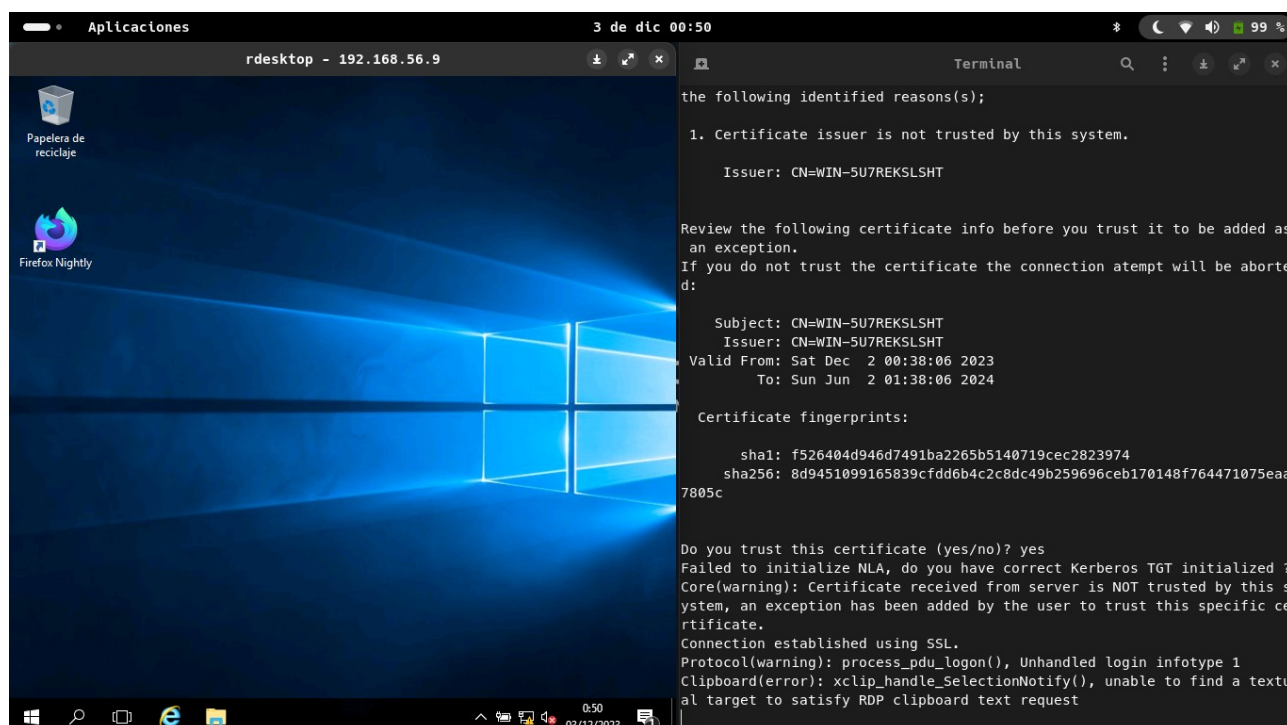 Aplicaciones
3 de dic 00:50
99 %
rdesktop - 192.168.56.9
Papelera de
reciclaje
Firefox Nightly
0:50
03/12/2023
Terminal
the following identified reasons(s);
1. Certificate issuer is not trusted by this system.
Issuer: CN=WIN-5U7REKSLSHT
Review the following certificate info before you trust it to be added as
an exception.
If you do not trust the certificate the connection atempt will be aborte
d:
Subject: CN=WIN-5U7REKSLSHT
Issuer: CN=WIN-5U7REKSLSHT
Valid From: Sat Dec  2 00:38:06 2023
To: Sun Jun  2 01:38:06 2024
Certificate fingerprints:
sha1: f526404d946d7491ba2265b5140719cec2823974
sha256: 8d9451099165839cfdd6b4c2c8dc49b259696ceb170148f764471075eaa
7805c
Do you trust this certificate (yes/no)? yes
Failed to initialize NLA, do you have correct Kerberos TGT initialized ?
Core(warning): Certificate received from server is NOT trusted by this s
ystem, an exception has been added by the user to trust this specific ce
rtificate.
Connection established using SSL.
Protocol(warning): process_pdu_logon(), Unhandled login infotype 1
Clipboard(error): xclip_handle_SelectionNotify(), unable to find a textu
al target to satisfy RDP clipboard text request